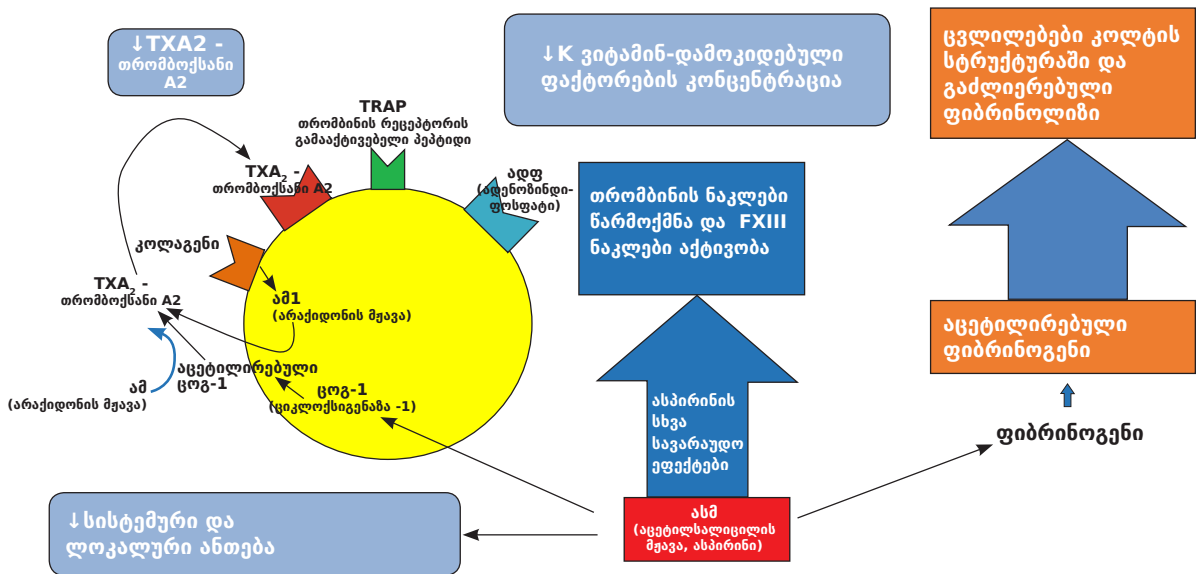 ↓TXA2 -
თრომბოქსანი
A2
↓K ვიტამინ-დამოკიდებული
ფაქტორების კონცენტრაცია
ცვლილებები კოლტის
სტრუქტურაში და
გაძლიერებული
ფიბრინოლიზი
TRAP
თრომბინის რეცეპტორის
გამააქტივებელი პეპტიდი
TXA2 -
თრომბოქსანი A2
ადფ
(ადენოზინდი-
ფოსფატი)
თრომბინის ნაკლები
წარმოქმნა და FXIII
ნაკლები აქტივობა
კოლაგენი
TXA2 -
თრომბოქსანი A2
ამ1
(არაქიდონის მჟავა)
აცეტილირებული
ფიბრინოგენი
აცეტილირებული
ცოგ-1
ამ
(არაქიდონის მჟავა)
ცოგ-1
(ციკლოქსიგენაზა -1)
ასპირინის
სხვა
სავარაუდო
ეფექტები
ფიბრინოგენი
↓სისტემური და
ლოკალური ანთება
ასმ
(აცეტილსალიცილის
მჟავა, ასპირინი)